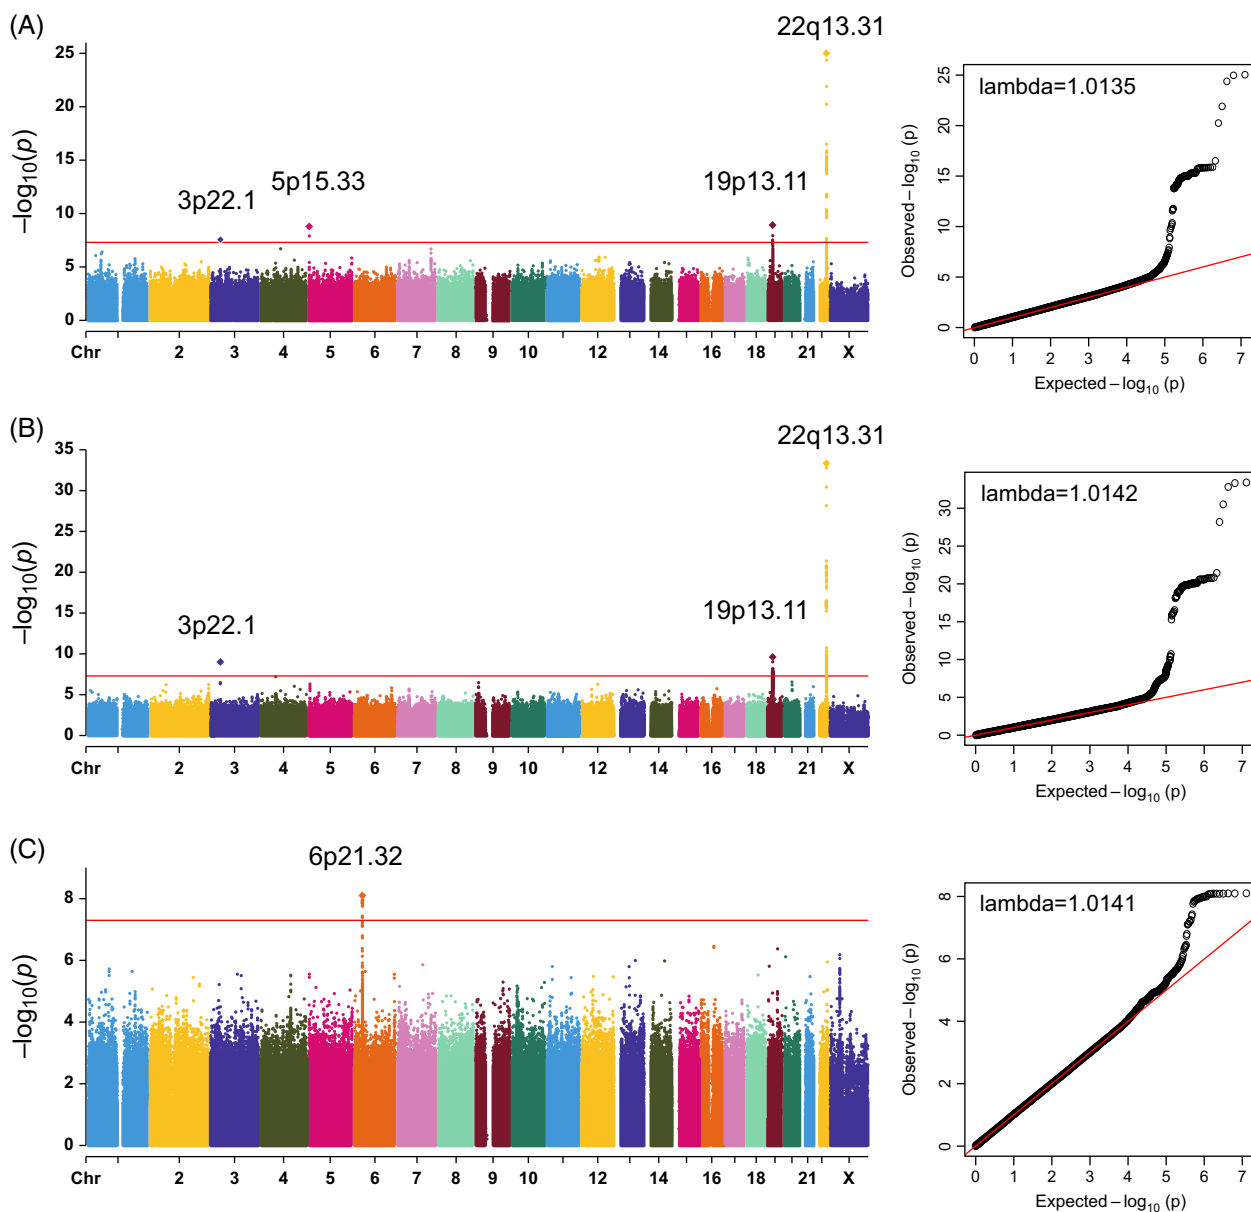 (A)
22q13.31
5p15.33
3p22.1
19p13.11
−log10(p)
25
20
15
10
5
0
Chr 2 3 4 5 6 7 8 9 10 12 14 16 18 21 X
lambda=1.0135
Observed−log10 (p)
25
15
5
0
0 1 2 3 4 5 6 7
Expected−log10 (p)
(B)
22q13.31
3p22.1
19p13.11
−log10(p)
35
30
25
20
15
10
5
0
Chr 2 3 4 5 6 7 8 9 10 12 14 16 18 21 X
lambda=1.0142
Observed−log10 (p)
30
20
15
10
5
0
0 1 2 3 4 5 6 7
Expected−log10 (p)
(C)
6p21.32
−log10(p)
8
6
4
2
0
Chr 2 3 4 5 6 7 8 9 10 12 14 16 18 21 X
lambda=1.0141
Observed−log10 (p)
8
6
4
2
0
0 1 2 3 4 5 6 7
Expected−log10 (p)